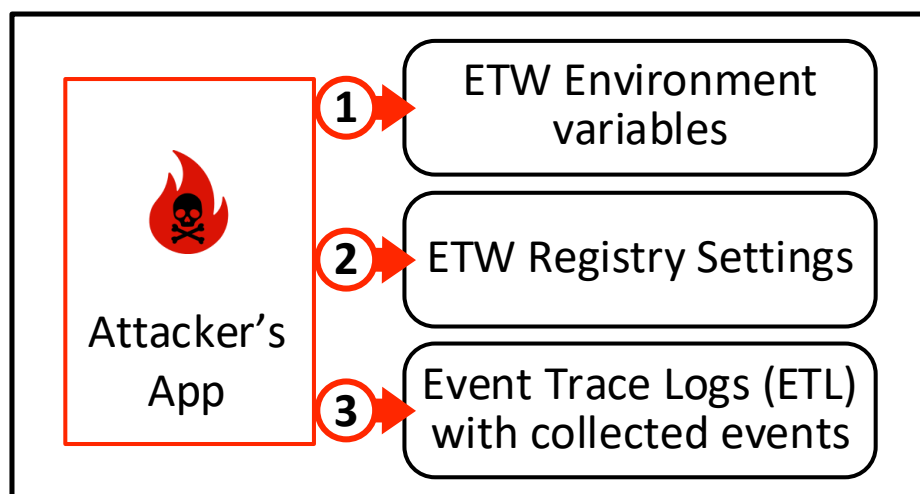 1
ETW Environment
variables
2
ETW Registry Settings
Attacker’s
App
3
Event Trace Logs (ETL)
with collected events